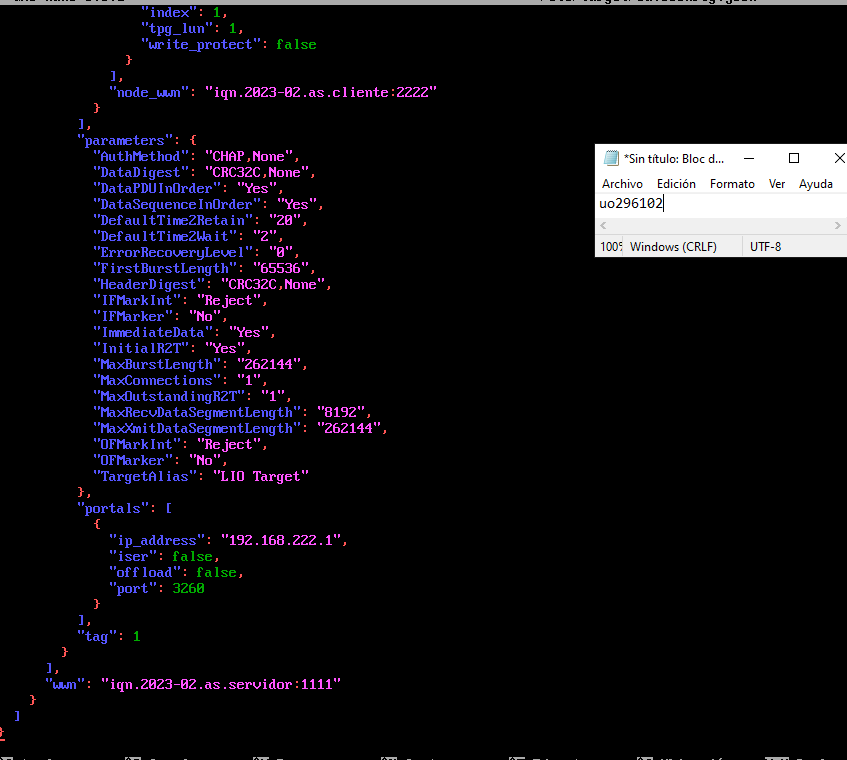 "index": 1,
"tpg_lun": 1,
"write_protect": false
}
],
"node_wwn": "iqn.2023-02.as.cliente:2222"
}
],
"parameters": {
"AuthMethod": "CHAP,None",
"DataDigest": "CRC32C,None",
"DataPDUInOrder": "Yes",
"DataSequenceInOrder": "Yes",
"DefaultTime2Retain": "20",
"DefaultTime2Wait": "2",
"ErrorRecoveryLevel": "0",
"FirstBurstLength": "65536",
"HeaderDigest": "CRC32C,None",
"IFMarkInt": "Reject",
"IFMarker": "No",
"ImmediateData": "Yes",
"InitialR2T": "Yes",
"MaxBurstLength": "262144",
"MaxConnections": "1",
"MaxOutstandingR2T": "1",
"MaxRecvDataSegmentLength": "8192",
"MaxXmitDataSegmentLength": "262144",
"OFMarkInt": "Reject",
"OFMarker": "No",
"TargetAlias": "LIO Target"
},
"portals": [
{
"ip_address": "192.168.222.1",
"iser": false,
"offload": false,
"port": 3260
}
],
"tag": 1
}
],
"wwn": "iqn.2023-02.as.servidor:1111"
}
]
}
*Sin título: Bloc d...
Archivo Edición Formato Ver Ayuda
uo296102
100% Windows (CRLF) UTF-8